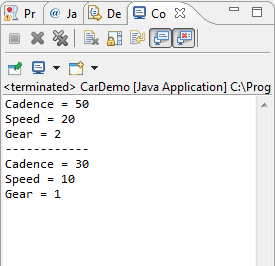 Pr
Ja
De
Co
<terminated> CarDemo [Java Application] C:\Prog
Cadence = 50
Speed = 20
Gear = 2
------------
Cadence = 30
Speed = 10
Gear = 1